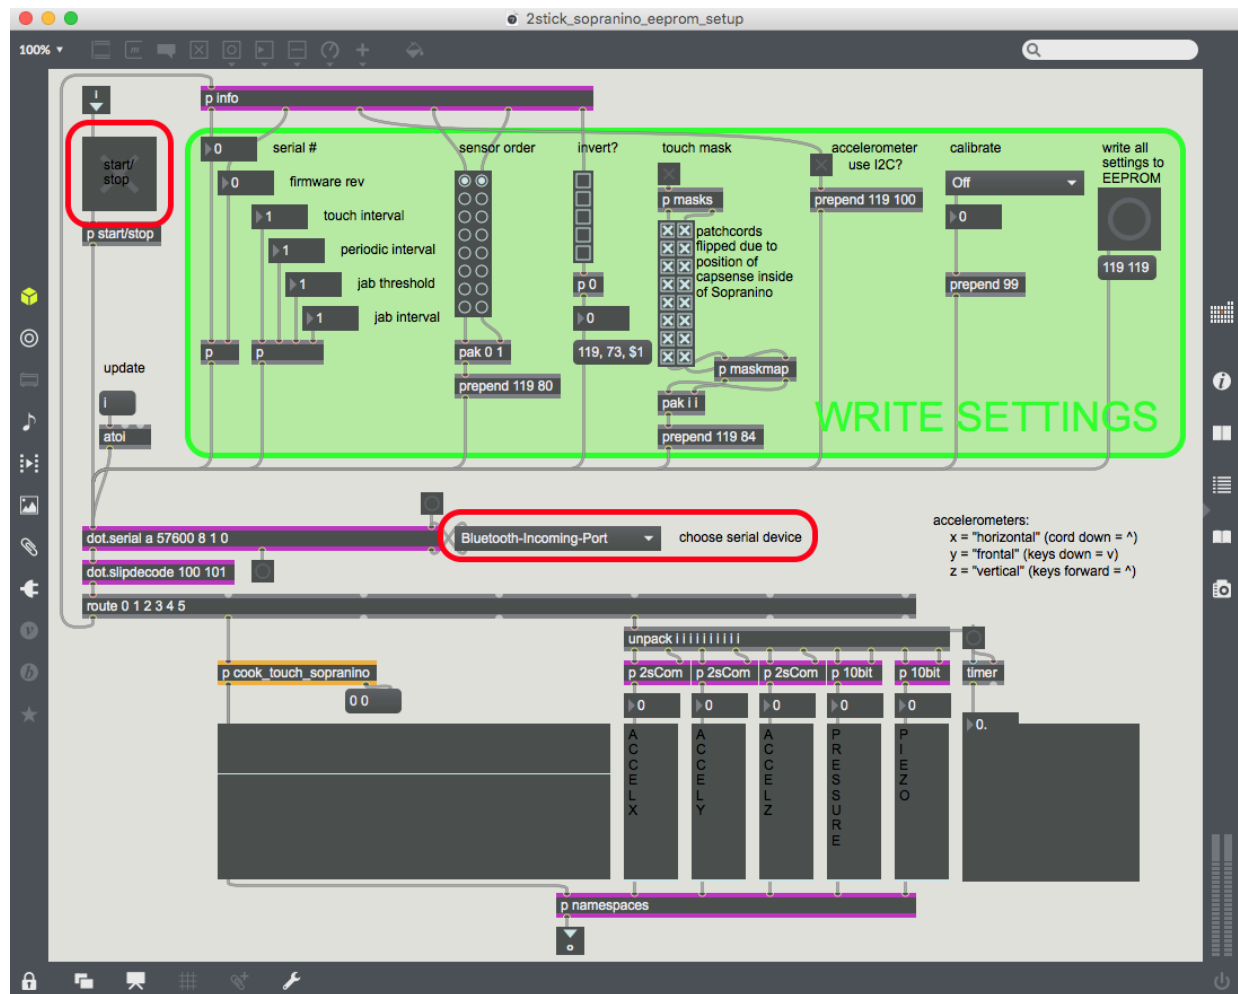 2stick_sopranino_eeprom_setup
100%
i
p info
start/
stop
p start/stop
0
serial #
0
firmware rev
1
touch interval
1
periodic interval
1
jab threshold
1
jab interval
p
p
sensor order
pak 0 1
prepend 119 80
invert?
p 0
0
119, 73, $1
touch mask
p masks
patchcords
flipped due to
position of
capsense inside
of Sopranino
p maskmap
pak i i
prepend 119 84
accelerometer
use I2C?
prepend 119 100
calibrate
Off
0
prepend 99
write all
settings to
EEPROM
119 119
WRITE SETTINGS
update
i
atoi
dot.serial a 57600 8 1 0
Bluetooth-Incoming-Port
choose serial device
dot.slipdecode 100 101
route 0 1 2 3 4 5
accelerometers:
x = "horizontal" (cord down = ^)
y = "frontal" (keys down = v)
z = "vertical" (keys forward = ^)
unpack i i i i i i i i i i
p cook_touch_sopranino
0 0
p 2sCom
p 2sCom
p 2sCom
p 10bit
p 10bit
timer
0
0
0
0
0
0.
ACCELX
ACCELY
ACCELZ
PRESSURE
PIEZO
p namespaces
o